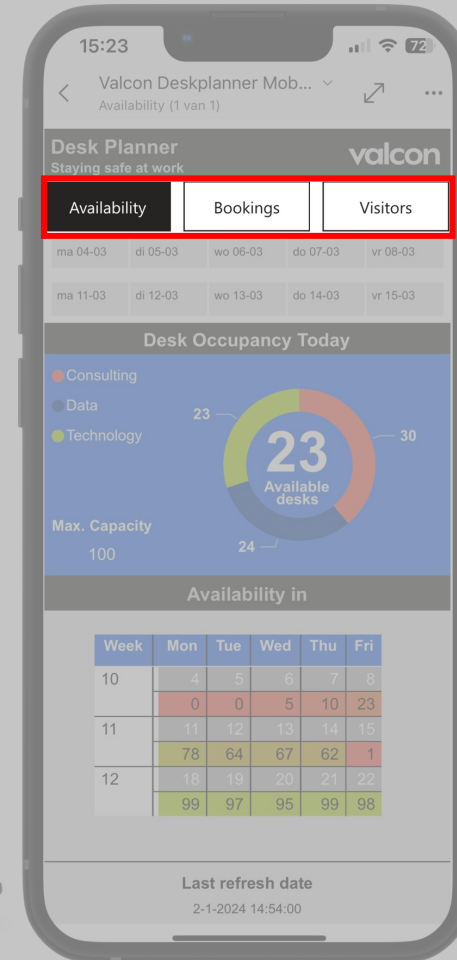 15:23 72
Valcon Deskplanner Mob...
Availability (1 van 1)
Desk Planner valcon
Staying safe at work
Availability Bookings Visitors
ma 04-03 di 05-03 wo 06-03 do 07-03 vr 08-03
ma 11-03 di 12-03 wo 13-03 do 14-03 vr 15-03
Desk Occupancy Today
Consulting
Data
Technology
23
30
23
Available
desks
24
Max. Capacity
100
Availability in
Week Mon Tue Wed Thu Fri
10 4 5 6 7 8
0 0 5 10 23
11 11 12 13 14 15
78 64 67 62 1
12 18 19 20 21 22
99 97 95 99 98
Last refresh date
2-1-2024 14:54:00